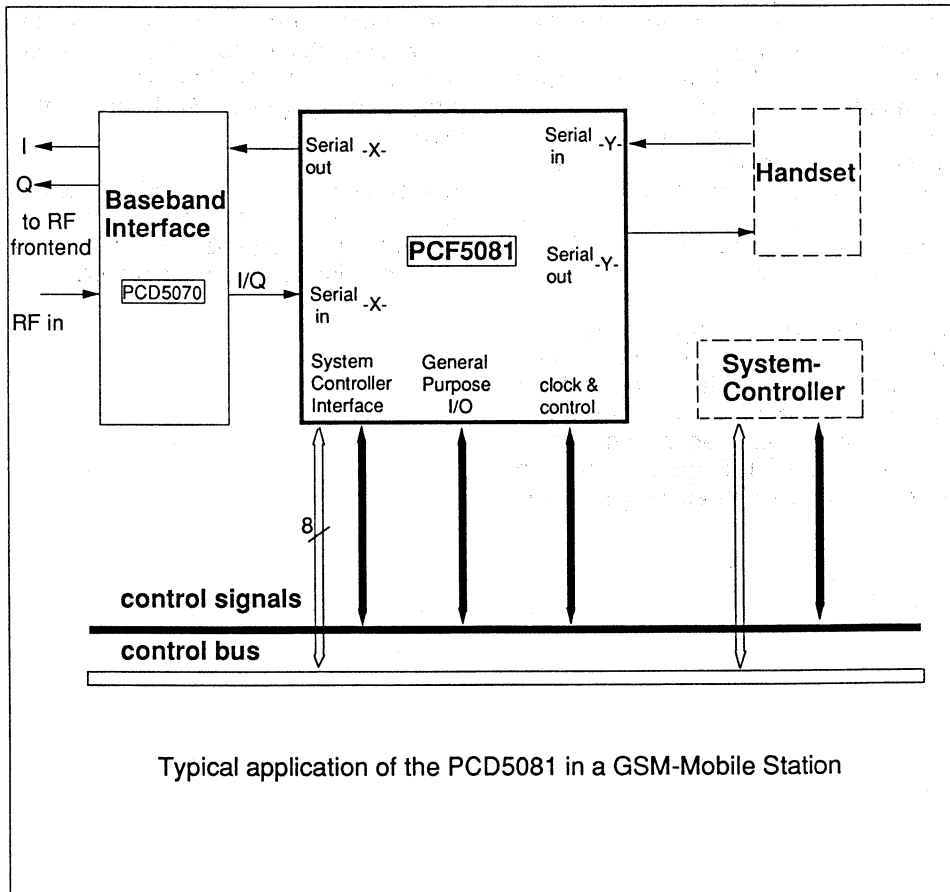 I
Q
to RF
frontend
RF in
Baseband
Interface
PCD5070
I/Q
Serial -X-
out
Serial -X-
in
Serial -Y-
in
PCF5081
Serial -Y-
out
System
Controller
Interface
General
Purpose
I/O
clock &
control
Handset
System-
Controller
8
control signals
control bus
Typical application of the PCD5081 in a GSM-Mobile Station